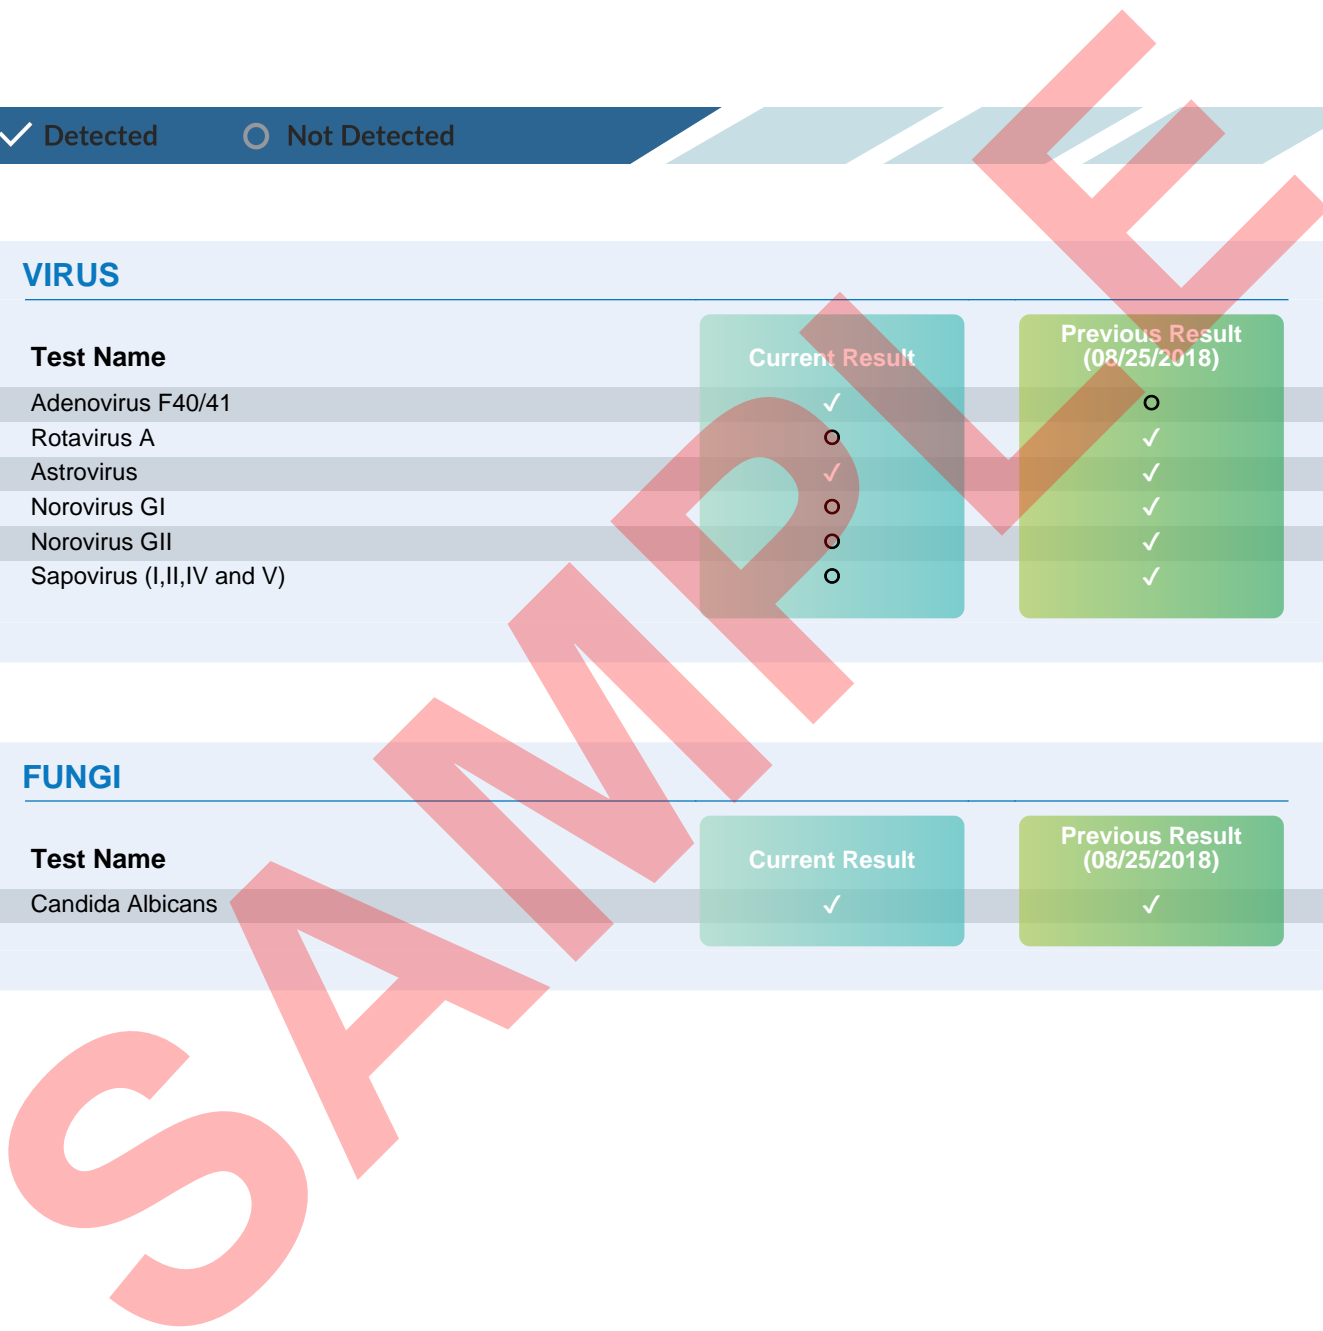 ✓ Detected ○ Not Detected
VIRUS
Test Name Current Result Previous Result
(08/25/2018)
Adenovirus F40/41 ✓ ○
Rotavirus A ○ ✓
Astrovirus ✓ ✓
Norovirus GI ○ ✓
Norovirus GII ○ ✓
Sapovirus (I,II,IV and V) ○ ✓
FUNGI
Test Name Current Result Previous Result
(08/25/2018)
Candida Albicans ✓ ✓
SAMPLE